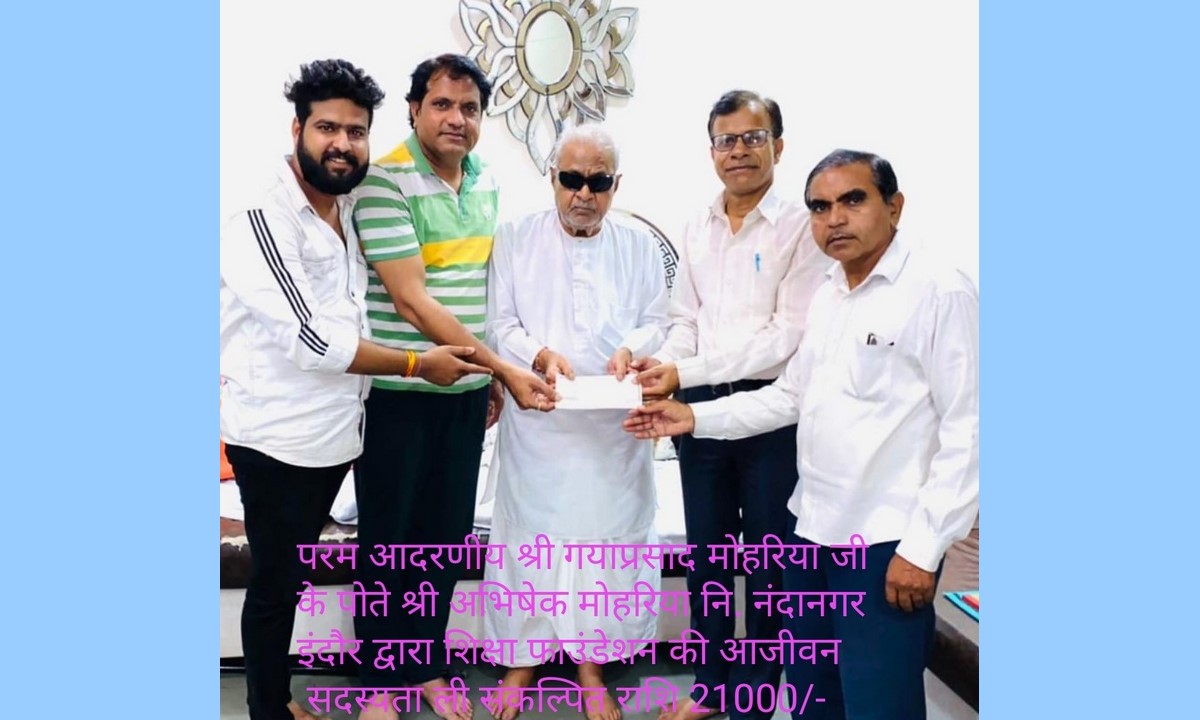 परम आदरणीय श्री गयाप्रसाद मोहरिया जी
के पोते श्री अभिषेक मोहरिया नि. नंदानगर
इंदौर द्वारा शिक्षा फाउंडेशन की आजीवन
सदस्यता ली संकल्पित राशि 21000/-